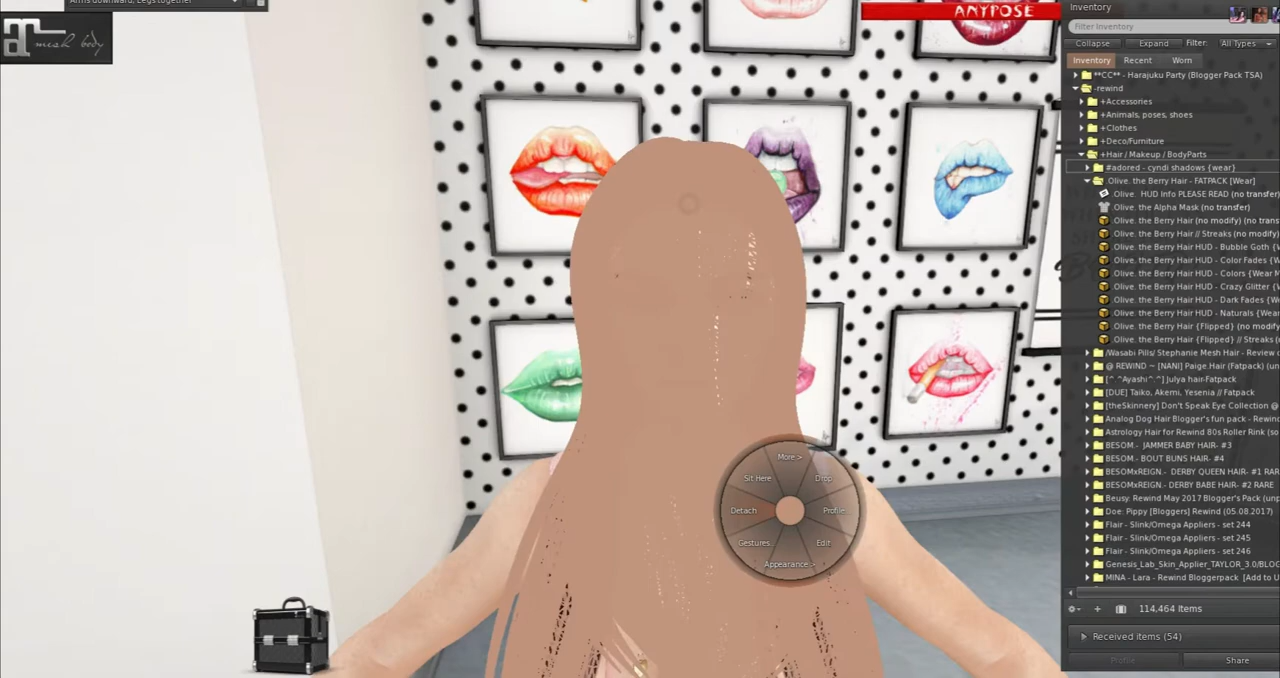 Arms downward, Legs together
mesh body
ANYPOSE
Inventory
Filter Inventory
Collapse Expand Filter: All Types
Inventory Recent Worn
**CC** - Harajuku Party (Blogger Pack TSA)
-rewind
+Accessories
+Animals, poses, shoes
+Clothes
+Deco/Furniture
+Hair / Makeup / BodyParts
#adored - cyndi shadows {wear}
.Olive. the Berry Hair - FATPACK [Wear]
.Olive. HUD Info PLEASE READ (no transfer
.Olive. the Alpha Mask (no transfer)
.Olive. the Berry Hair (no modify) (no trans
.Olive. the Berry Hair // Streaks (no modify)
.Olive. the Berry Hair HUD - Bubble Goth {W
.Olive. the Berry Hair HUD - Color Fades {W
.Olive. the Berry Hair HUD - Colors {Wear M
.Olive. the Berry Hair HUD - Crazy Glitter {W
.Olive. the Berry Hair HUD - Dark Fades {W
.Olive. the Berry Hair HUD - Naturals {Wea
.Olive. the Berry Hair {Flipped} (no modify
.Olive. the Berry Hair {Flipped} // Streaks (
/Wasabi Pills/ Stephanie Mesh Hair - Review c
@ REWIND ~ [NANI] Paige.Hair (Fatpack) (un
[^.^Ayashi^.^] Julya hair-Fatpack
[DUE] Taiko, Akemi, Yesenia // Fatpack
[theSkinnery] Don't Speak Eye Collection @
Analog Dog Hair Blogger's fun pack - Rewind
Astrology Hair for Rewind 80s Roller Rink (so
BESOM.- JAMMER BABY HAIR- #3
BESOM.- BOUT BUNS HAIR- #4
BESOMxREIGN.- DERBY QUEEN HAIR- #1 RAR
BESOMxREIGN.- DERBY BABE HAIR- #2 RARE
Beusy: Rewind May 2017 Blogger's Pack (unp
Doe: Pippy [Bloggers] Rewind (05.08.2017)
Flair - Slink/Omega Appliers - set 244
Flair - Slink/Omega Appliers - set 245
Flair - Slink/Omega Appliers - set 246
Genesis_Lab_Skin_Applier_TAYLOR_3.0/BLOG
MINA - Lara - Rewind Bloggerpack [Add to U
114,464 Items
Received items (54)
Profile Share
More >
Sit Here Drop
Detach Profile...
Gestures... Edit
Appearance >